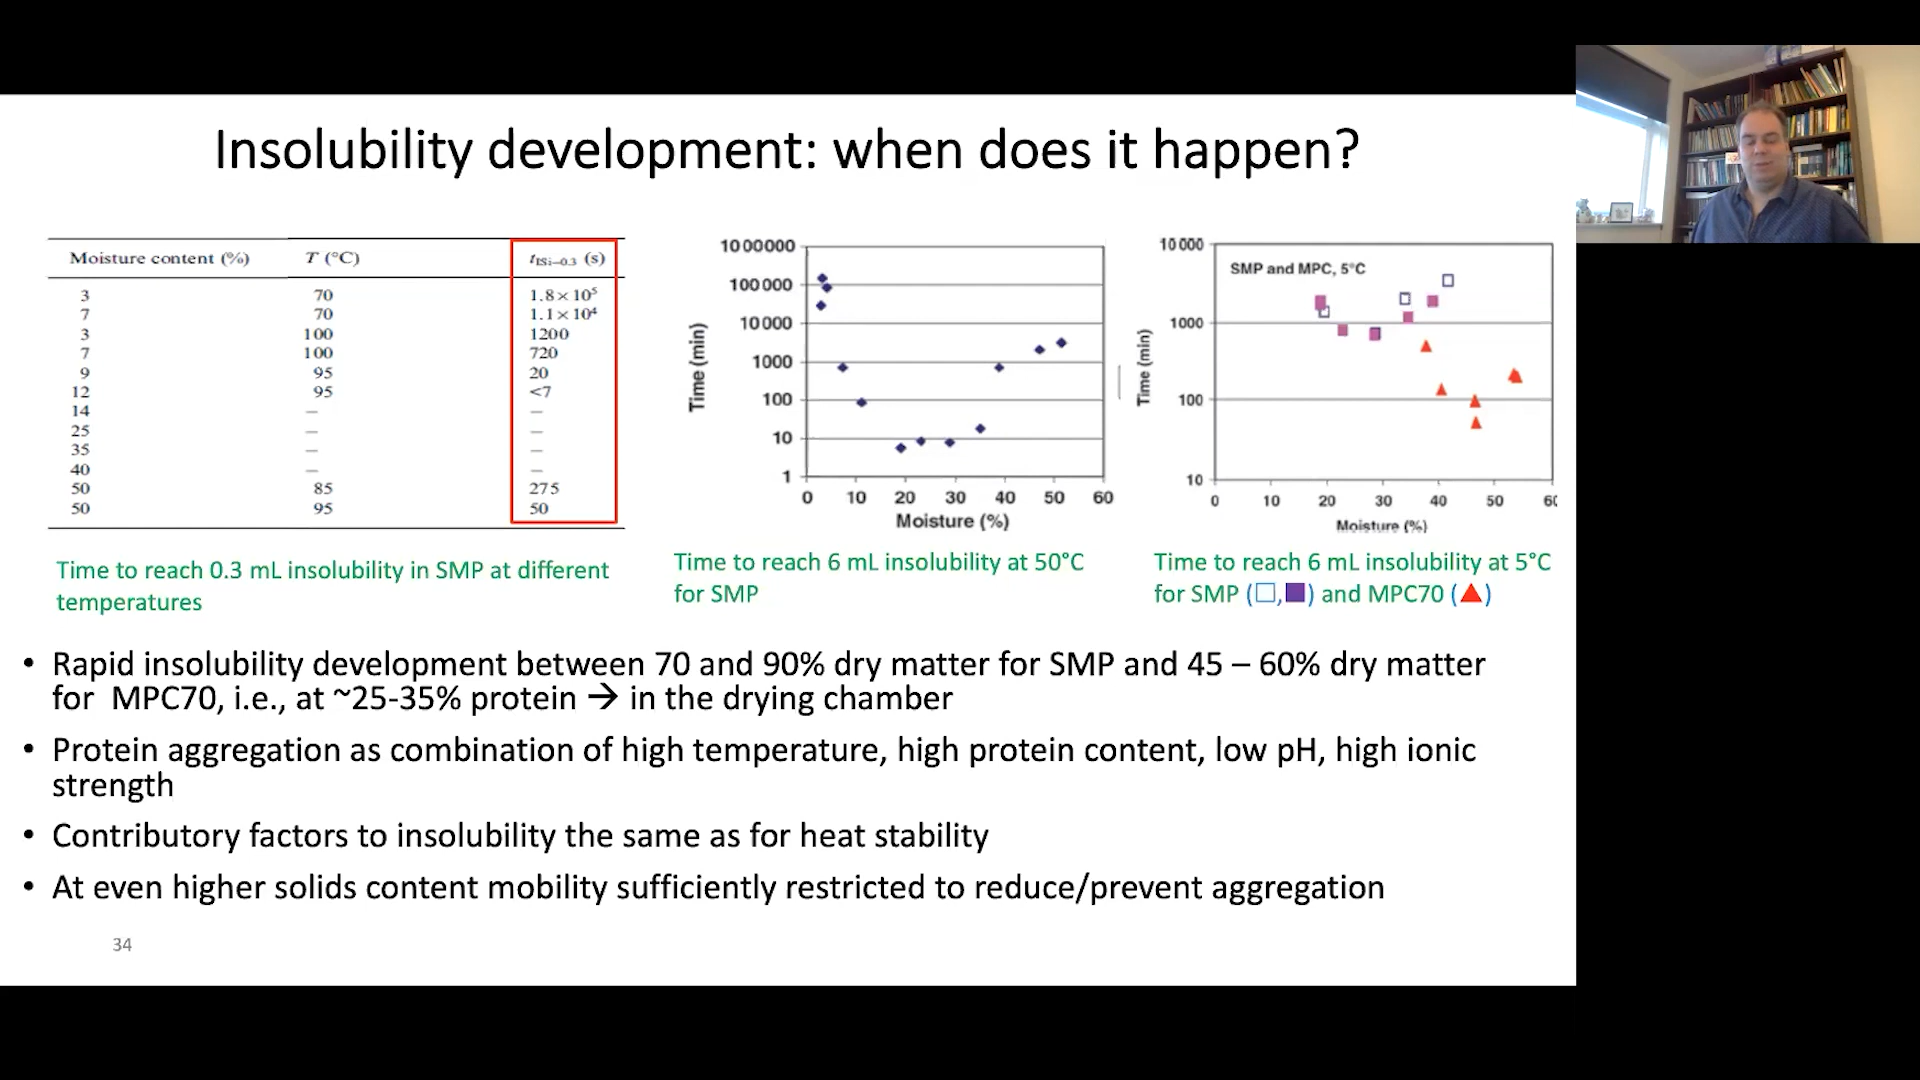 Insolubility development: when does it happen?
Moisture content (%) T (°C) tISi−0.3 (s)
3 70 1.8 × 10⁵
7 70 1.1 × 10⁴
3 100 1200
7 100 720
9 95 20
12 95 <7
14 — —
25 — —
35 — —
40 — —
50 85 275
50 95 50
Time to reach 0.3 mL insolubility in SMP at different
temperatures
Time (min)
1000000
100000
10000
1000
100
10
1
0 10 20 30 40 50 60
Moisture (%)
Time to reach 6 mL insolubility at 50°C
for SMP
SMP and MPC, 5°C
Time (min)
10000
1000
100
10
0 10 20 30 40 50 60
Moisture (%)
Time to reach 6 mL insolubility at 5°C
for SMP (□,■) and MPC70 (▲)
• Rapid insolubility development between 70 and 90% dry matter for SMP and 45 – 60% dry matter
for MPC70, i.e., at ~25-35% protein → in the drying chamber
• Protein aggregation as combination of high temperature, high protein content, low pH, high ionic
strength
• Contributory factors to insolubility the same as for heat stability
• At even higher solids content mobility sufficiently restricted to reduce/prevent aggregation
34